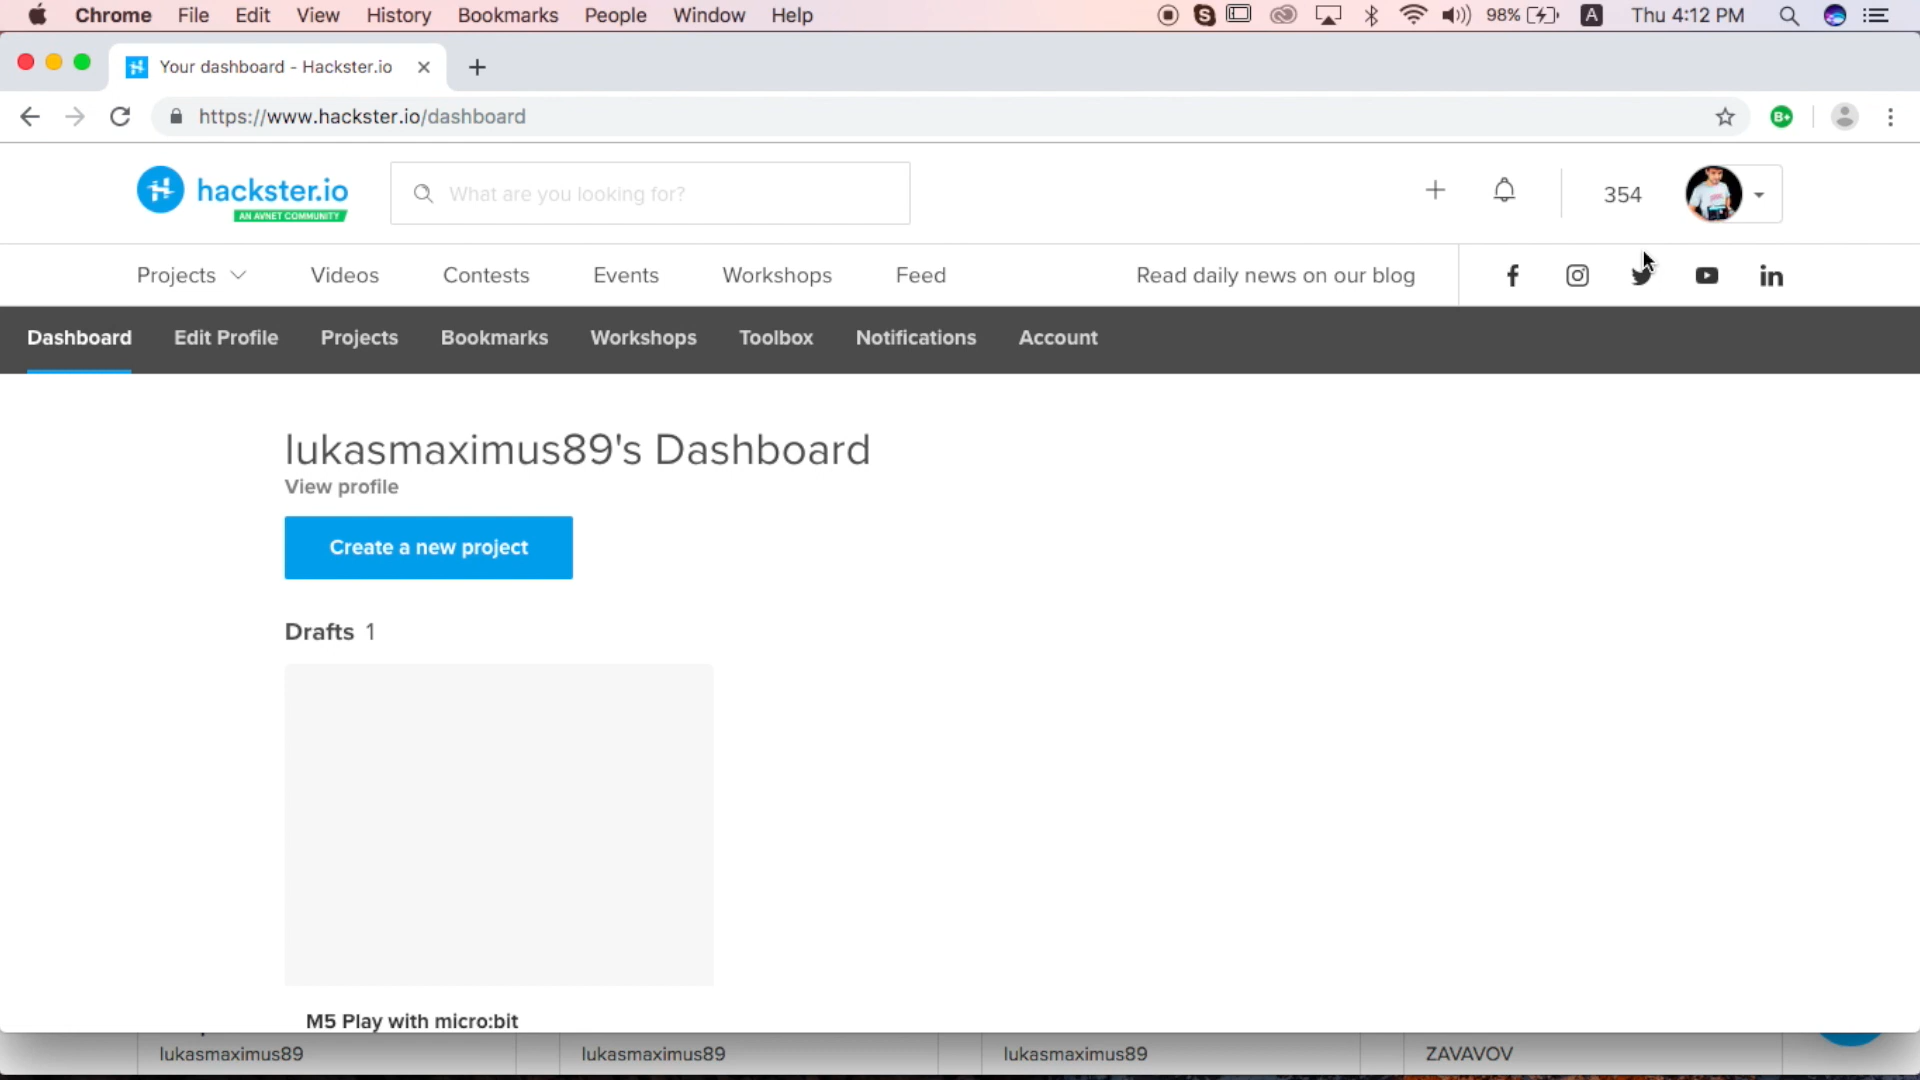 Chrome File Edit View History Bookmarks People Window Help 98% A Thu 4:12 PM
Your dashboard - Hackster.io
https://www.hackster.io/dashboard B+
hackster.io
AN AVNET COMMUNITY
What are you looking for?
354
Projects Videos Contests Events Workshops Feed Read daily news on our blog
Dashboard Edit Profile Projects Bookmarks Workshops Toolbox Notifications Account
lukasmaximus89's Dashboard
View profile
Create a new project
Drafts 1
M5 Play with micro:bit
lukasmaximus89 lukasmaximus89 lukasmaximus89 ZAVAVOV